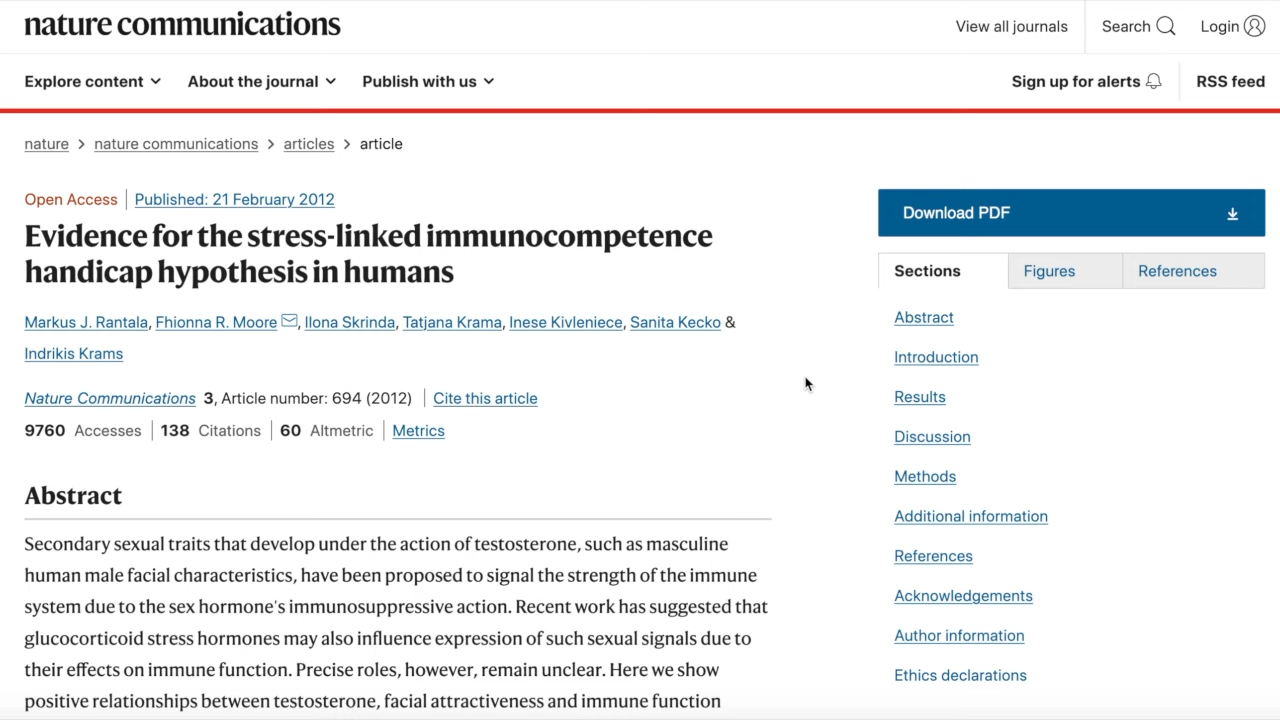 nature communications
View all journals
Search
Login
Explore content
About the journal
Publish with us
Sign up for alerts
RSS feed
nature > nature communications > articles > article
Open Access | Published: 21 February 2012
Evidence for the stress-linked immunocompetence
handicap hypothesis in humans
Markus J. Rantala, Fhionna R. Moore, Ilona Skrinda, Tatjana Krama, Inese Kivleniece, Sanita Kecko &
Indrikis Krams
Nature Communications 3, Article number: 694 (2012) | Cite this article
9760 Accesses | 138 Citations | 60 Altmetric | Metrics
Abstract
Secondary sexual traits that develop under the action of testosterone, such as masculine
human male facial characteristics, have been proposed to signal the strength of the immune
system due to the sex hormone's immunosuppressive action. Recent work has suggested that
glucocorticoid stress hormones may also influence expression of such sexual signals due to
their effects on immune function. Precise roles, however, remain unclear. Here we show
positive relationships between testosterone, facial attractiveness and immune function
Download PDF
Sections
Figures
References
Abstract
Introduction
Results
Discussion
Methods
Additional information
References
Acknowledgements
Author information
Ethics declarations